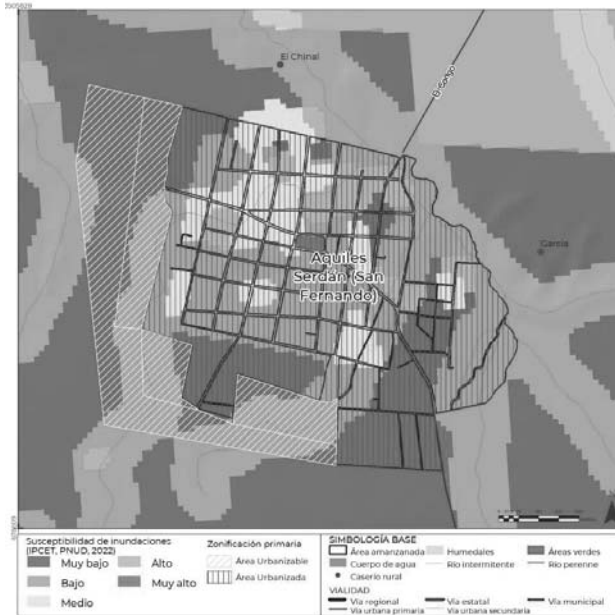 El Chinal
El Sango
García
Aquiles
Serdán (San
Fernando)
Susceptibilidad de inundaciones
(IPCET, PNUD, 2022)
Muy bajo
Alto
Bajo
Muy alto
Medio
Zonificación primaria
Área Urbanizable
Área Urbanizada
SIMBOLOGÍA BASE
Área amanzanada
Humedales
Áreas verdes
Cuerpo de agua
Río intermitente
Río perenne
Caserío rural
VIALIDAD
Vía regional
Vía estatal
Vía municipal
Vía urbana primaria
Vía urbana secundaria